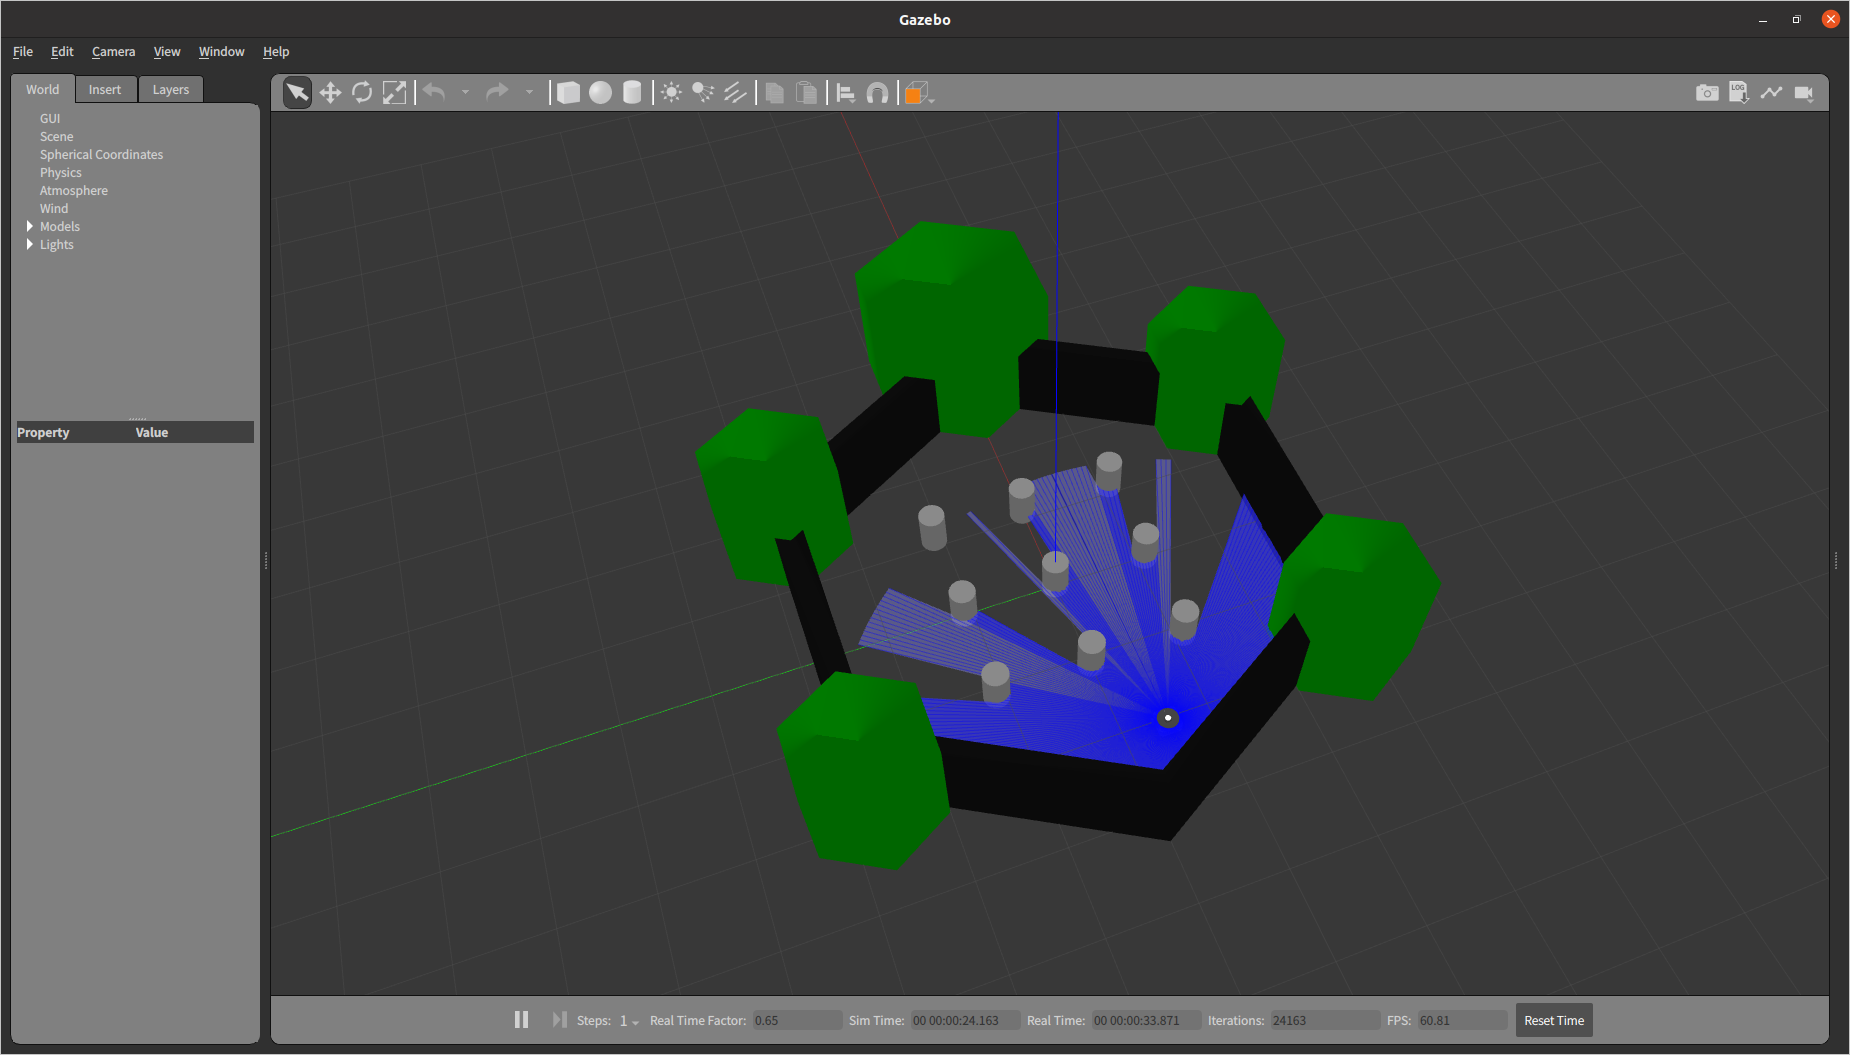 Gazebo
File Edit Camera View Window Help
World Insert Layers
LOG
GUI
Scene
Spherical Coordinates
Physics
Atmosphere
Wind
Models
Lights
Property Value
Steps: 1 Real Time Factor: 0.65 Sim Time: 00 00:00:24.163 Real Time: 00 00:00:33.871 Iterations: 24163 FPS: 60.81 Reset Time